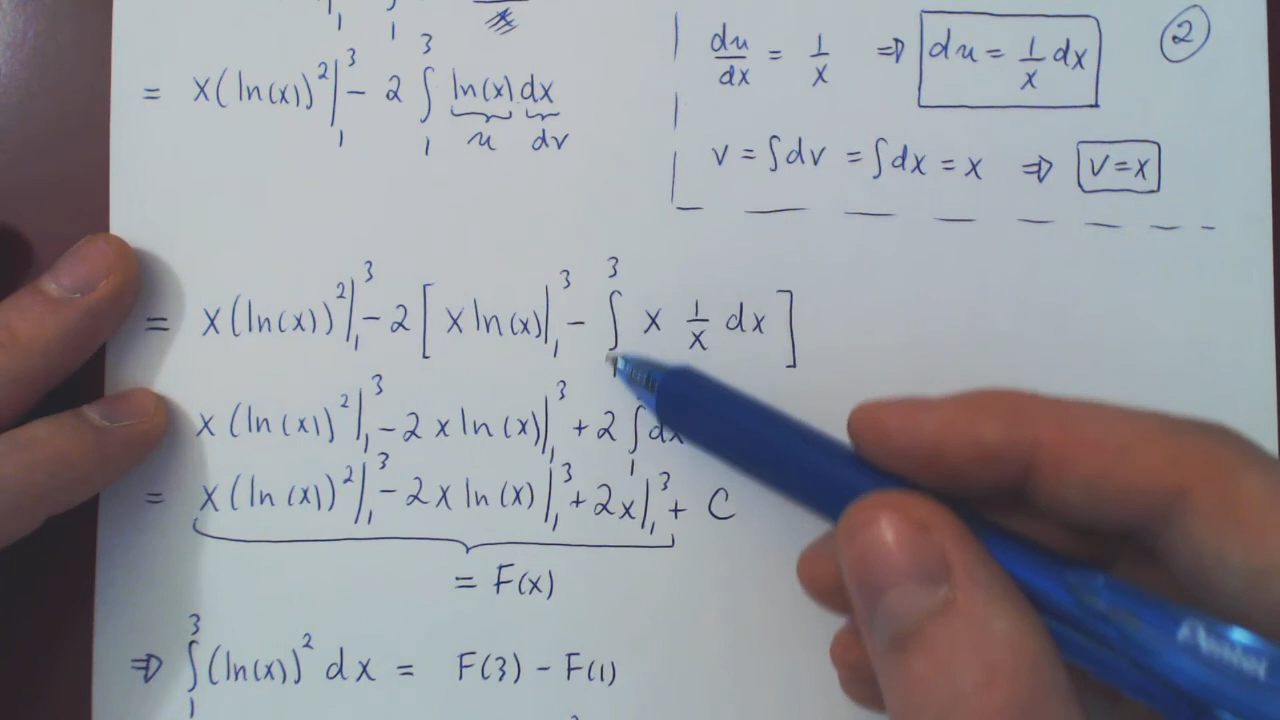 = x(ln(x))²|₁³ - 2 ∫₁³ ln(x) dx
u dv
du/dx = 1/x ⇒ du = 1/x dx
2
v = ∫dv = ∫dx = x ⇒ v = x
= x(ln(x))²|₁³ - 2[x ln(x)|₁³ - ∫₁³ x 1/x dx]
x(ln(x))²|₁³ - 2x ln(x)|₁³ + 2∫₁ dx
= x(ln(x))²|₁³ - 2x ln(x)|₁³ + 2x|₁³ + C
= F(x)
⇒ ∫₁³ (ln(x))² dx = F(3) - F(1)
Pentel